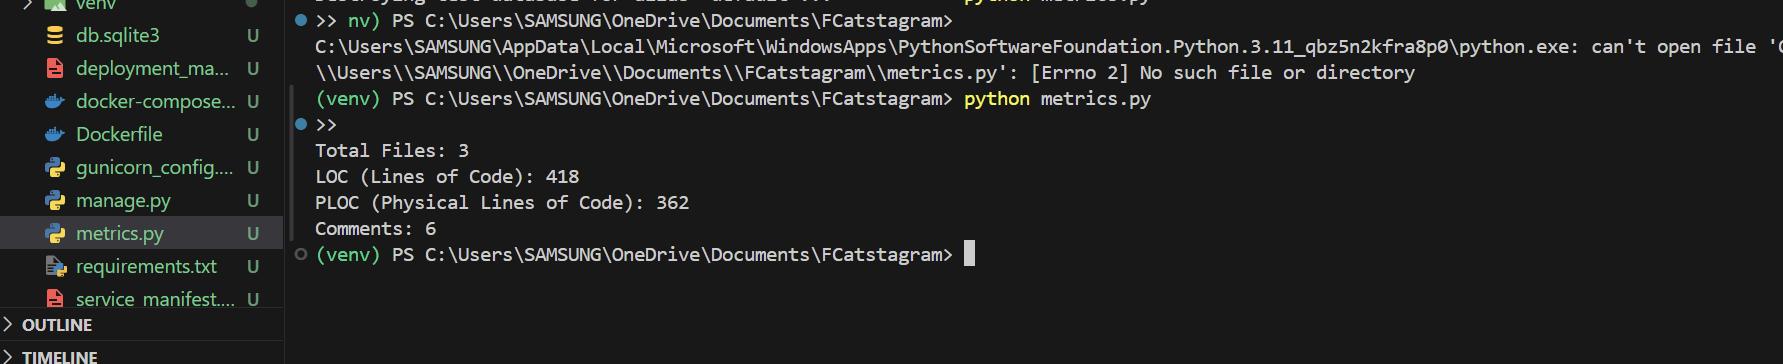 venv
db.sqlite3 U
deployment_ma... U
docker-compose... U
Dockerfile U
gunicorn_config.... U
manage.py U
metrics.py U
requirements.txt U
service_manifest.... U
OUTLINE
TIMELINE
>> nv) PS C:\Users\SAMSUNG\OneDrive\Documents\FCatstagram>
C:\Users\SAMSUNG\AppData\Local\Microsoft\WindowsApps\PythonSoftwareFoundation.Python.3.11_qbz5n2kfra8p0\python.exe: can't open file 'C
\\Users\\SAMSUNG\\OneDrive\\Documents\\FCatstagram\\metrics.py': [Errno 2] No such file or directory
(venv) PS C:\Users\SAMSUNG\OneDrive\Documents\FCatstagram> python metrics.py
>>
Total Files: 3
LOC (Lines of Code): 418
PLOC (Physical Lines of Code): 362
Comments: 6
(venv) PS C:\Users\SAMSUNG\OneDrive\Documents\FCatstagram>